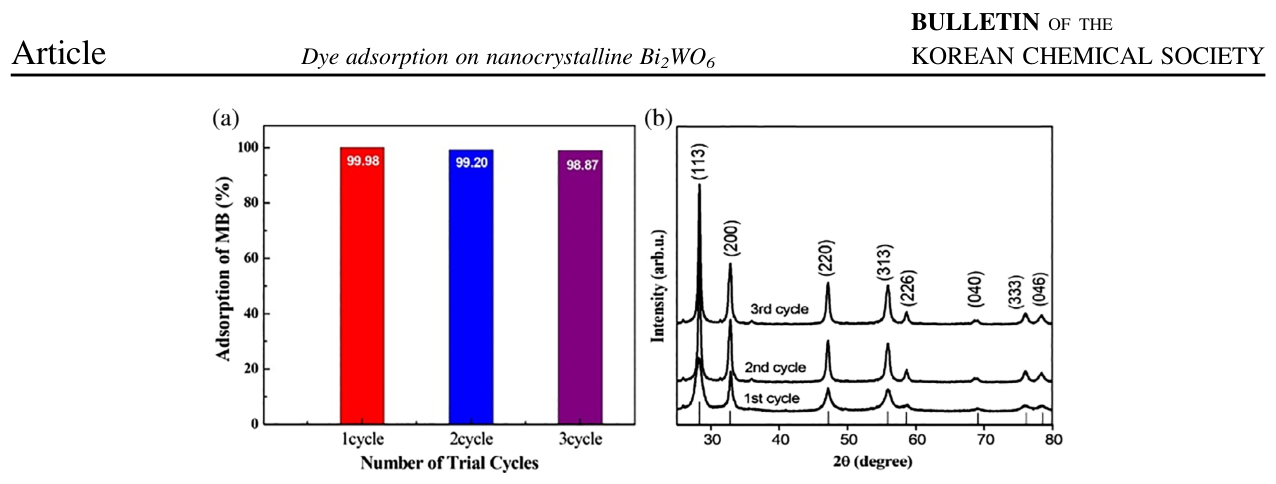 Article
Dye adsorption on nanocrystalline Bi₂WO₆
BULLETIN OF THE
KOREAN CHEMICAL SOCIETY
(a)
Adsorption of MB (%)
100
80
60
40
20
0
99.98
99.20
98.87
1cycle
2cycle
3cycle
Number of Trial Cycles
(b)
Intensity (arb.u.)
(113)
(200)
(220)
(313)
(226)
(040)
(333)
(046)
3rd cycle
2nd cycle
1st cycle
30
40
50
60
70
80
2θ (degree)